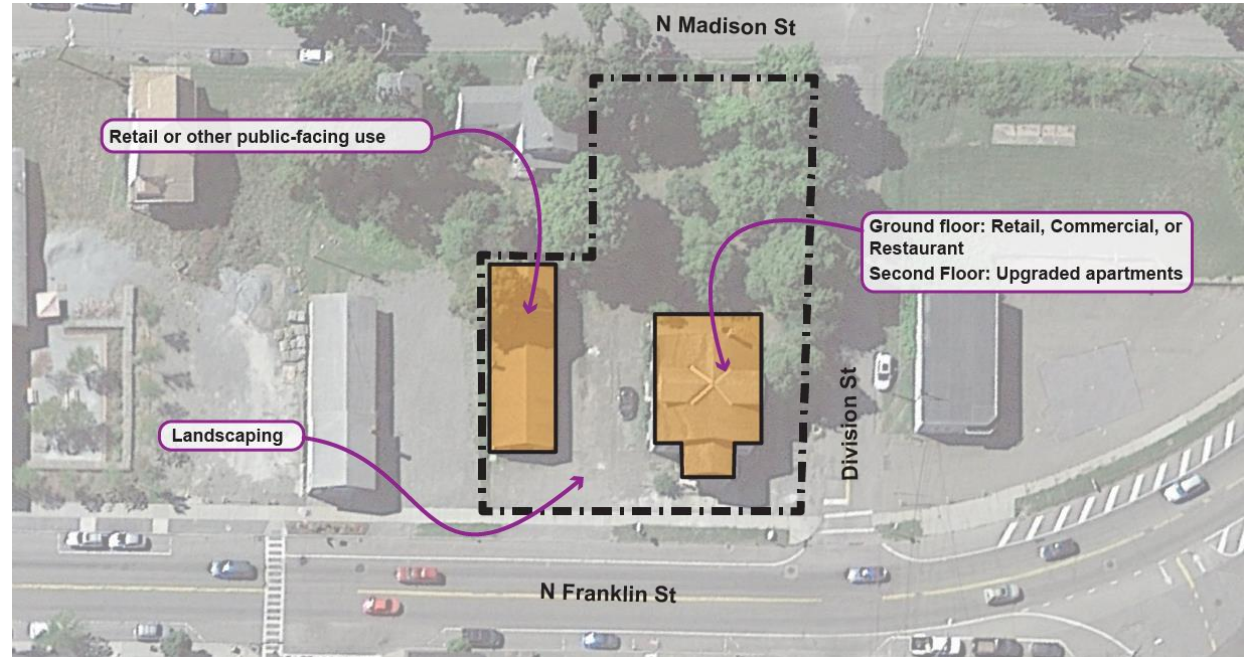 N Madison St
Retail or other public-facing use
Ground floor: Retail, Commercial, or
Restaurant
Second Floor: Upgraded apartments
Landscaping
Division St
N Franklin St